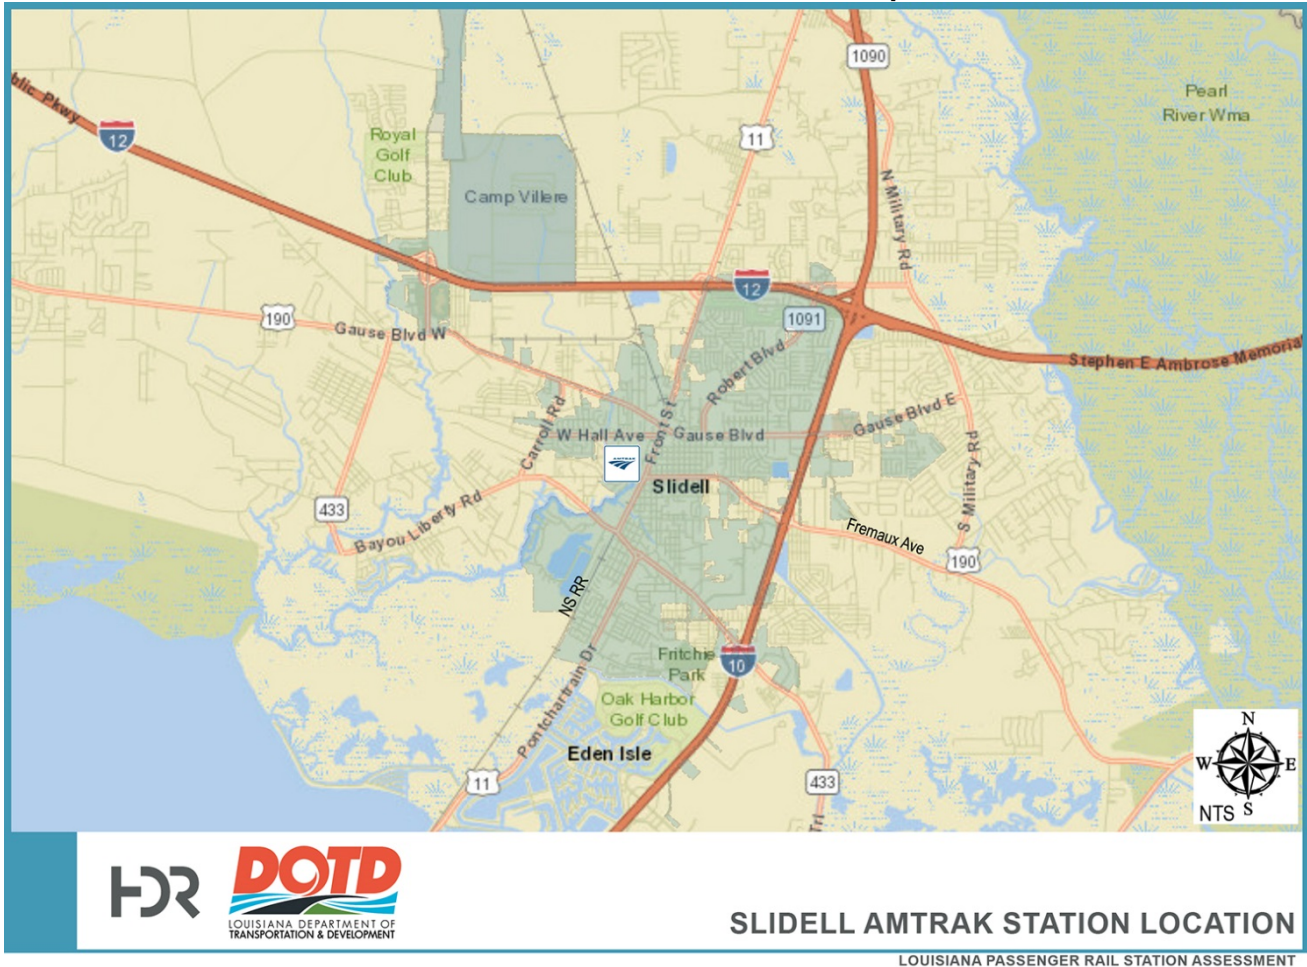 1090
blic Pkwy
12
Royal
Golf
Club
11
Pearl
River Wma
Camp Villere
N Military Rd
12
190
Gause Blvd W
1091
Robert Blvd
Stephen E Ambrose Memorial
Carroll Rd
W Hall Ave
Front St
Gause Blvd
Gause Blvd E
AMTRAK
Slidell
S Military Rd
433
Bayou Liberty Rd
Fremaux Ave
190
NS RR
Fritchie
Park
10
Pontchartrain Dr
Oak Harbor
Golf Club
Eden Isle
11
433
Trl
N
W
E
S
NTS
HDR
DOTD
LOUISIANA DEPARTMENT OF
TRANSPORTATION & DEVELOPMENT
SLIDELL AMTRAK STATION LOCATION
LOUISIANA PASSENGER RAIL STATION ASSESSMENT